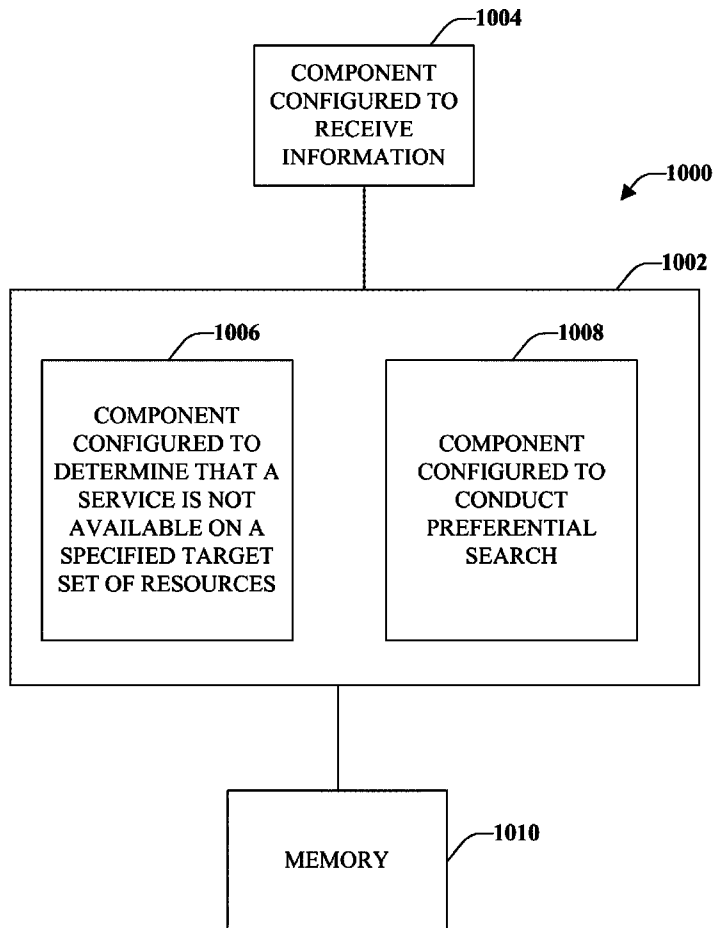 1004
COMPONENT
CONFIGURED TO
RECEIVE
INFORMATION
1000
1002
1006
COMPONENT
CONFIGURED TO
DETERMINE THAT A
SERVICE IS NOT
AVAILABLE ON A
SPECIFIED TARGET
SET OF RESOURCES
1008
COMPONENT
CONFIGURED TO
CONDUCT
PREFERENTIAL
SEARCH
1010
MEMORY